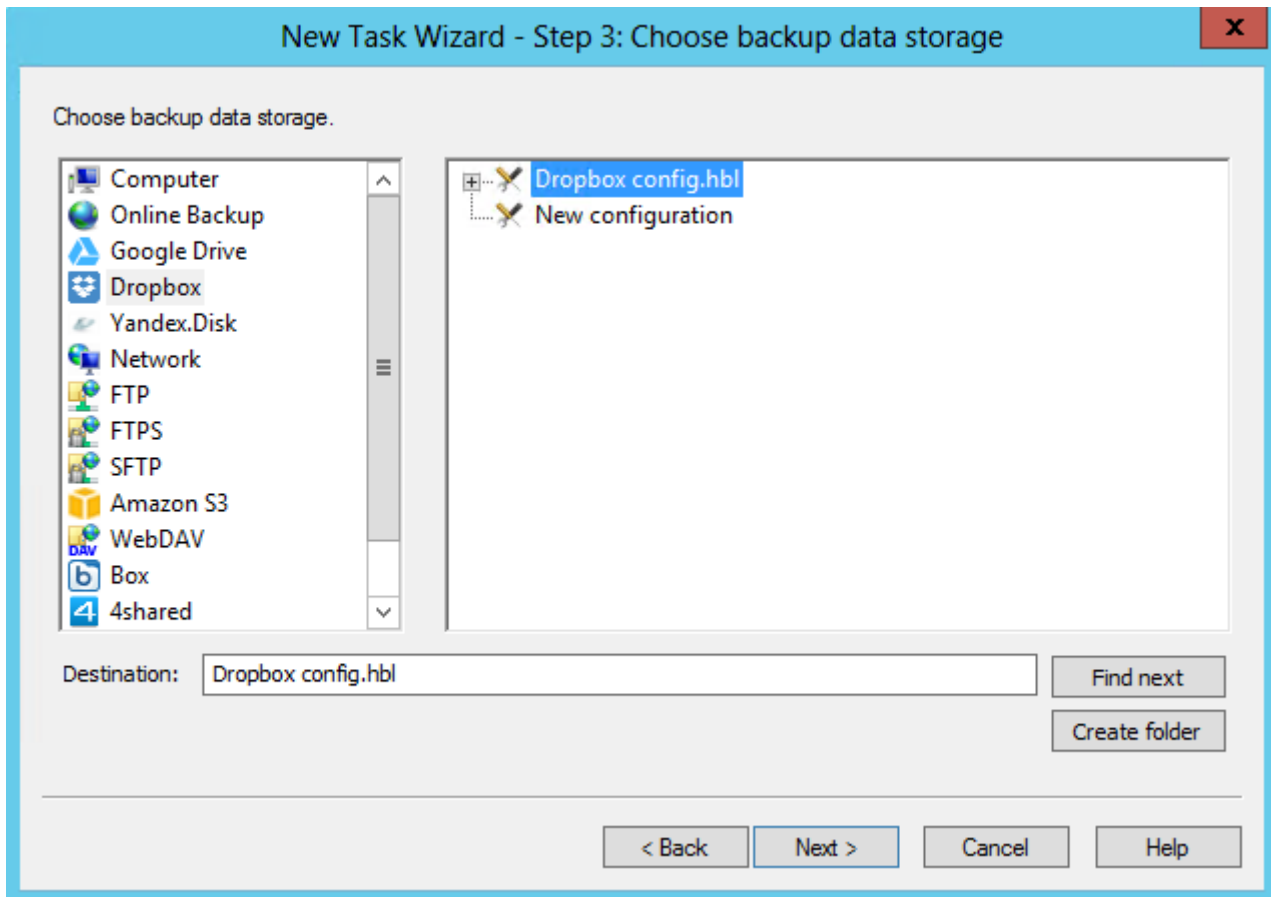 New Task Wizard - Step 3: Choose backup data storage
x
Choose backup data storage.
Computer
Online Backup
Google Drive
Dropbox
Yandex.Disk
Network
FTP
FTPS
SFTP
Amazon S3
DAV
WebDAV
b
Box
4
4shared
Dropbox config.hbl
New configuration
Destination:
Dropbox config.hbl
Find next
Create folder
< Back
Next >
Cancel
Help